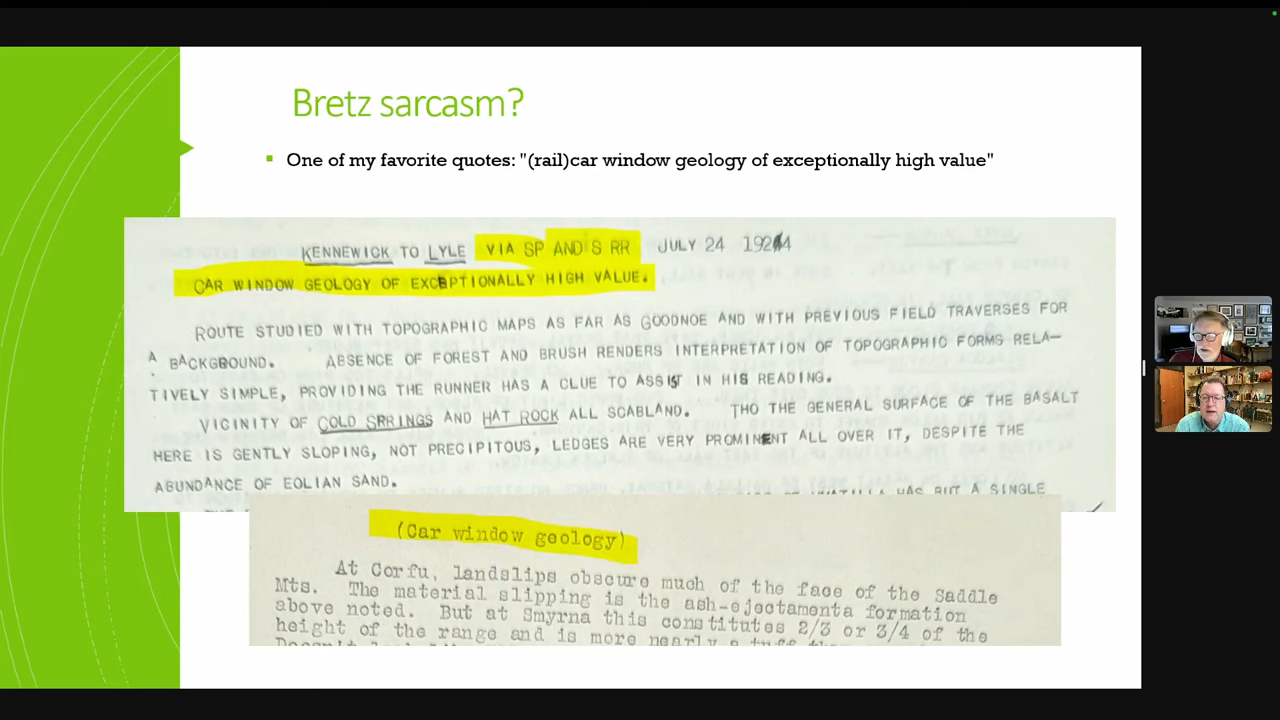 Bretz sarcasm?
▪ One of my favorite quotes: "(rail)car window geology of exceptionally high value"
KENNEWICK TO LYLE VIA SP AND S RR JULY 24 1924
CAR WINDOW GEOLOGY OF EXCEPTIONALLY HIGH VALUE.
ROUTE STUDIED WITH TOPOGRAPHIC MAPS AS FAR AS GOODNOE AND WITH PREVIOUS FIELD TRAVERSES FOR
A BACKGROUND. ABSENCE OF FOREST AND BRUSH RENDERS INTERPRETATION OF TOPOGRAPHIC FORMS RELA-
TIVELY SIMPLE, PROVIDING THE RUNNER HAS A CLUE TO ASSIST IN HIS READING.
VICINITY OF COLD SPRINGS AND HAT ROCK ALL SCABLAND. THO THE GENERAL SURFACE OF THE BASALT
HERE IS GENTLY SLOPING, NOT PRECIPITOUS, LEDGES ARE VERY PROMINENT ALL OVER IT, DESPITE THE
ABUNDANCE OF EOLIAN SAND.
UMATILLA HAS BUT A SINGLE
(Car window geology)
At Corfu, landslips obscure much of the face of the Saddle
Mts. The material slipping is the ash-ejectamenta formation
above noted. But at Smyrna this constitutes 2/3 or 3/4 of the
height of the range and is more nearly a tuff